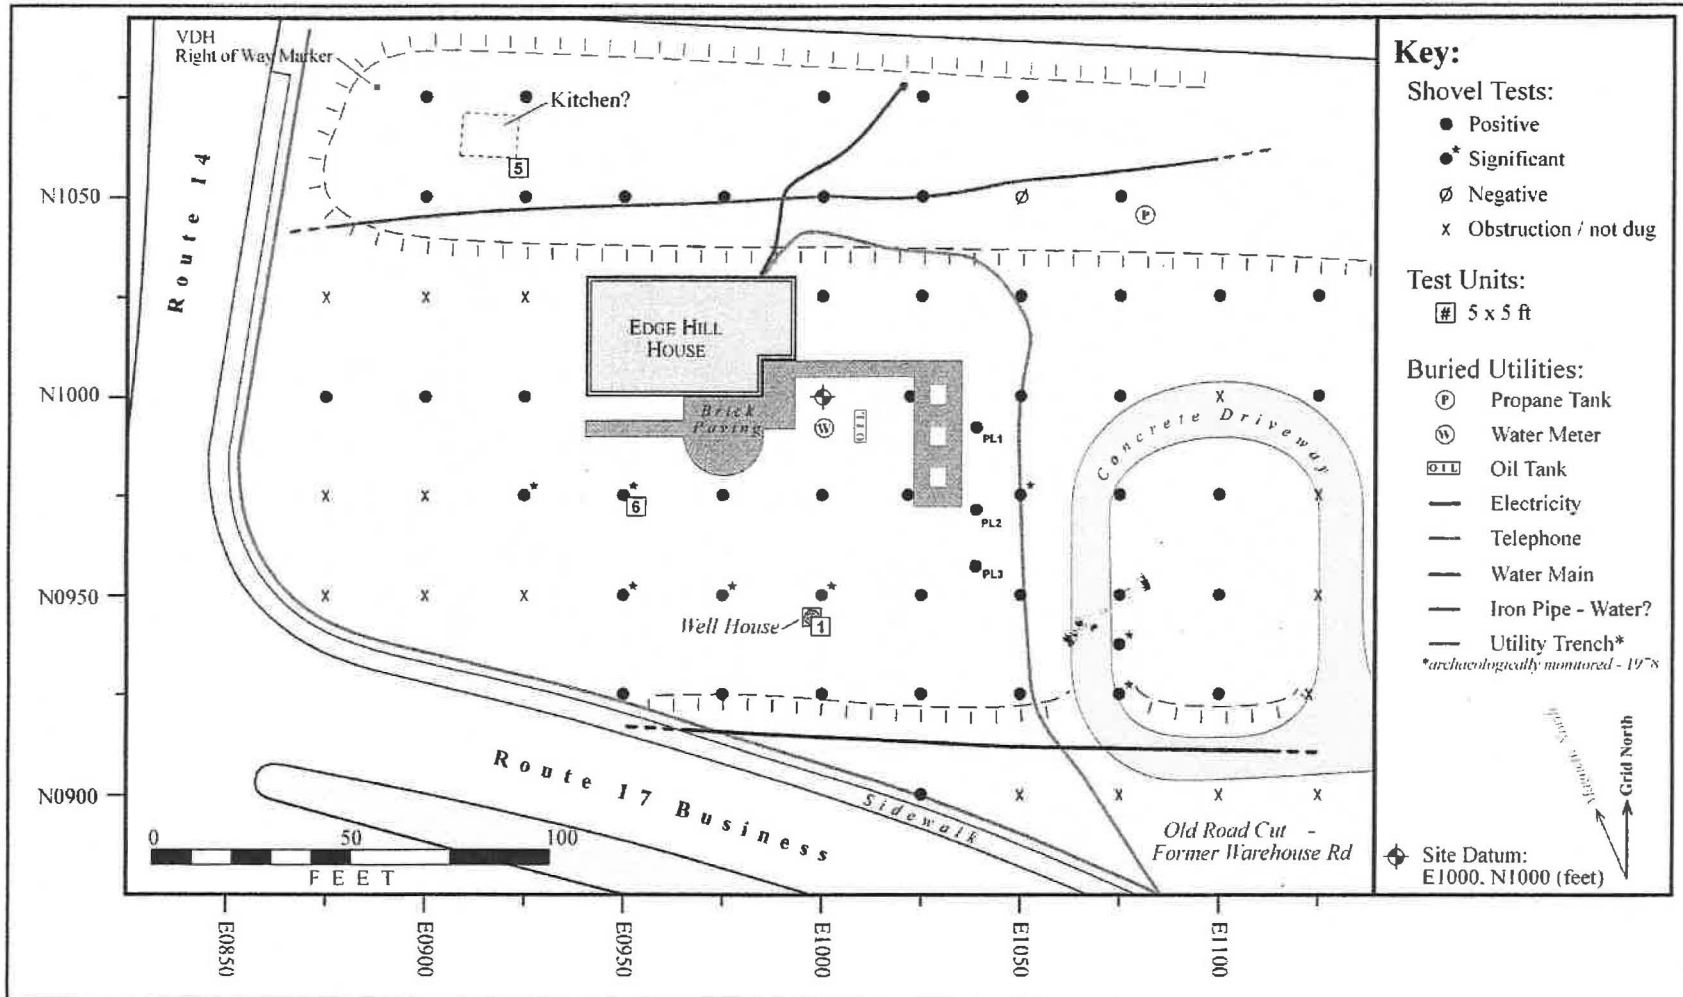 VDH
Right of Way Marker
Kitchen?
5
N1050
Route 14
P
EDGE HILL
HOUSE
N1000
Brick
Paving
W
OIL
PL1
Concrete Driveway
6
PL2
PL3
N0950
Well House
1
N0900
Route 17 Business
Sidewalk
Old Road Cut -
Former Warehouse Rd
0 50 100
FEET
E0850
E0900
E0950
E1000
E1050
E1100
Key:
Shovel Tests:
Positive
Significant
Negative
x Obstruction / not dug
Test Units:
# 5 x 5 ft
Buried Utilities:
P Propane Tank
W Water Meter
OIL Oil Tank
Electricity
Telephone
Water Main
Iron Pipe - Water?
Utility Trench*
*archaeologically monitored - 1978
Grid North
Site Datum:
E1000, N1000 (feet)